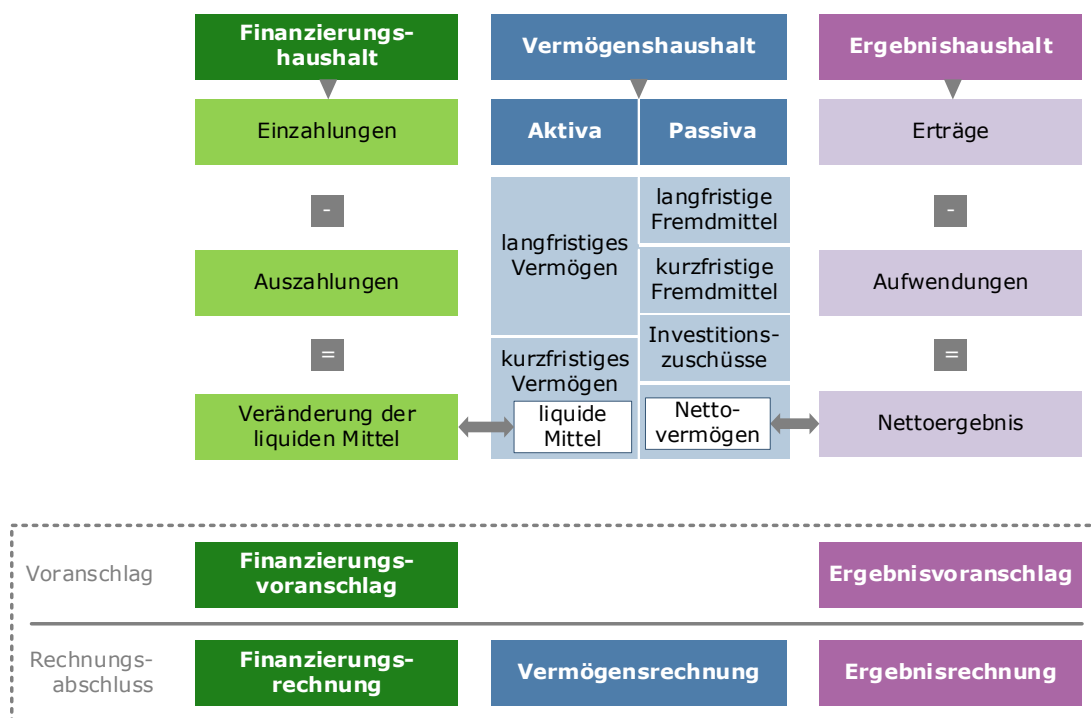 Finanzierungs-
haushalt
Vermögenshaushalt
Ergebnishaushalt
Einzahlungen
Aktiva
Passiva
Erträge
-
langfristiges
Vermögen
langfristige
Fremdmittel
-
Auszahlungen
kurzfristige
Fremdmittel
Aufwendungen
=
kurzfristiges
Vermögen
Investitions-
zuschüsse
=
Veränderung der
liquiden Mittel
liquide
Mittel
Netto-
vermögen
Nettoergebnis
Voranschlag
Finanzierungs-
voranschlag
Ergebnisvoranschlag
Rechnungs-
abschluss
Finanzierungs-
rechnung
Vermögensrechnung
Ergebnisrechnung